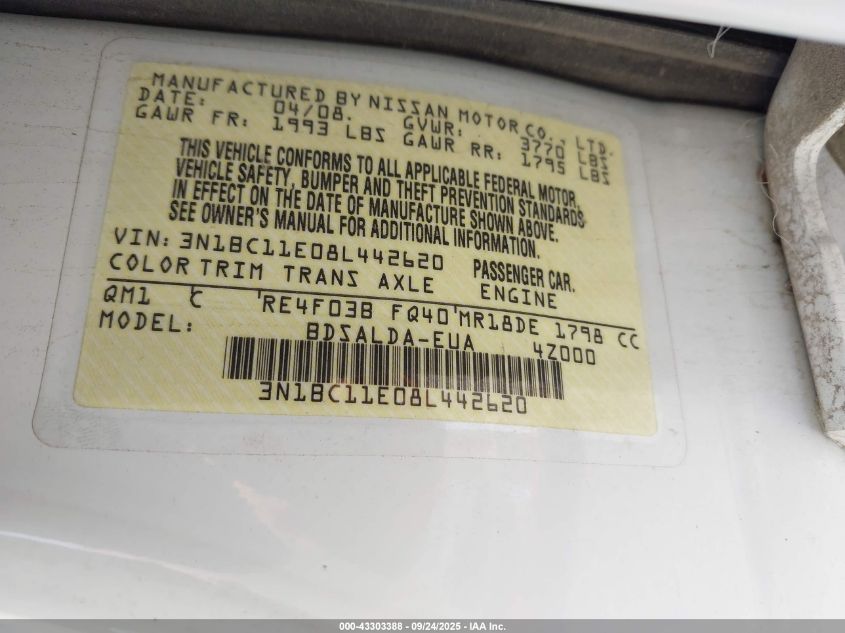 MANUFACTURED BY NISSAN MOTOR CO., LTD.
DATE: 04/08. GVWR: 3770 LBS
GAWR FR: 1993 LBS GAWR RR: 1795 LBS
THIS VEHICLE CONFORMS TO ALL APPLICABLE FEDERAL MOTOR
VEHICLE SAFETY, BUMPER AND THEFT PREVENTION STANDARDS
IN EFFECT ON THE DATE OF MANUFACTURE SHOWN ABOVE.
SEE OWNER'S MANUAL FOR ADDITIONAL INFORMATION.
VIN: 3N1BC11E08L442620 PASSENGER CAR.
COLOR TRIM TRANS AXLE ENGINE
QM1 C RE4F03B FQ40 MR18DE 1798 CC
MODEL: BDSALDA-EUA 4Z000
3N1BC11E08L442620
000-43303388 - 09/24/2025 - IAA Inc.